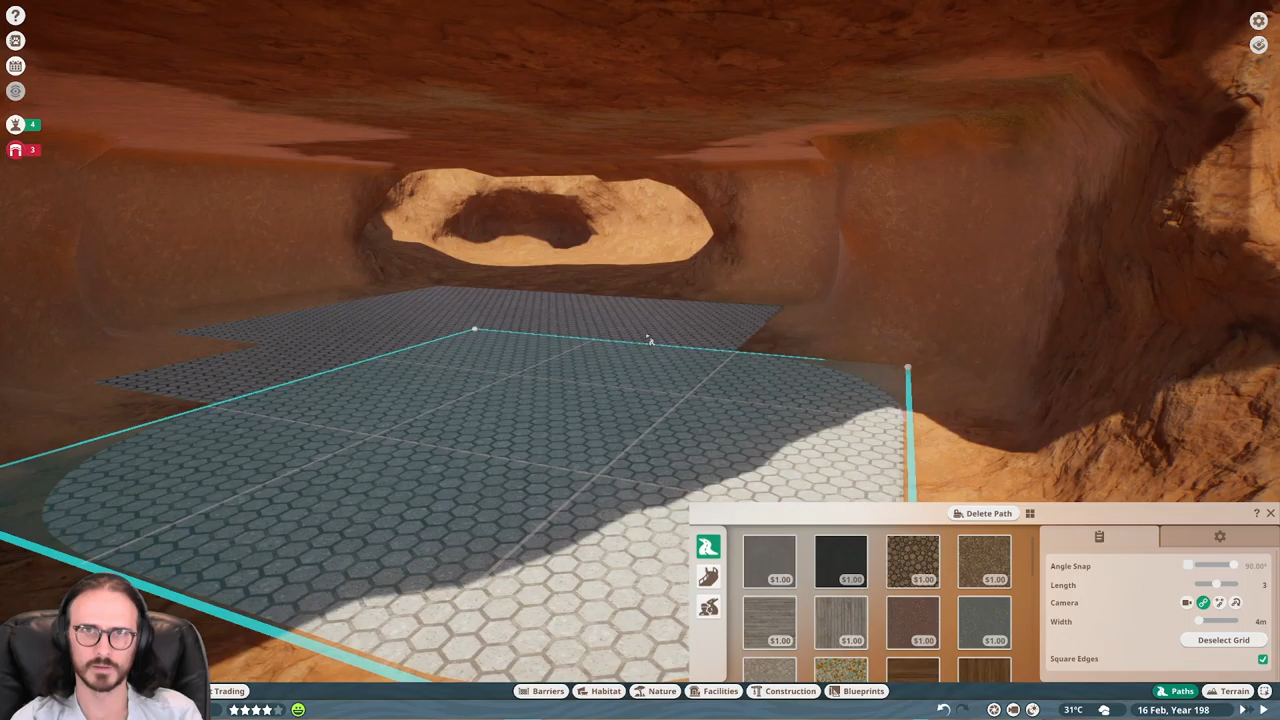 ?
4
3
Delete Path
?
Angle Snap
90.00°
Length
3
Camera
Width
4m
Deselect Grid
Square Edges
$1.00
$1.00
$1.00
$1.00
$1.00
$1.00
$1.00
$1.00
t Trading
Barriers
Habitat
Nature
Facilities
Construction
Blueprints
Paths
Terrain
31°C
16 Feb, Year 198